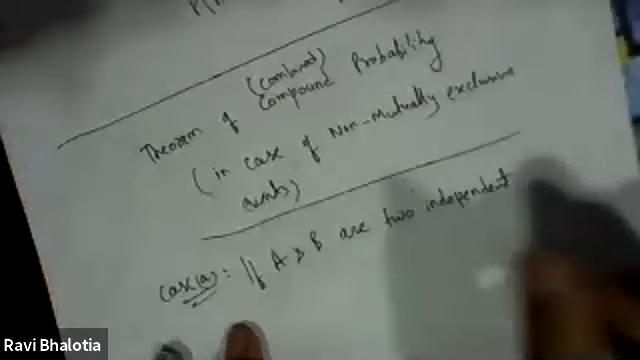 (combined)
Theorem of Compound Probability
(in case of Non-Mutually exclusive
events)
Case(a): If A & B are two independent
Ravi Bhalotia